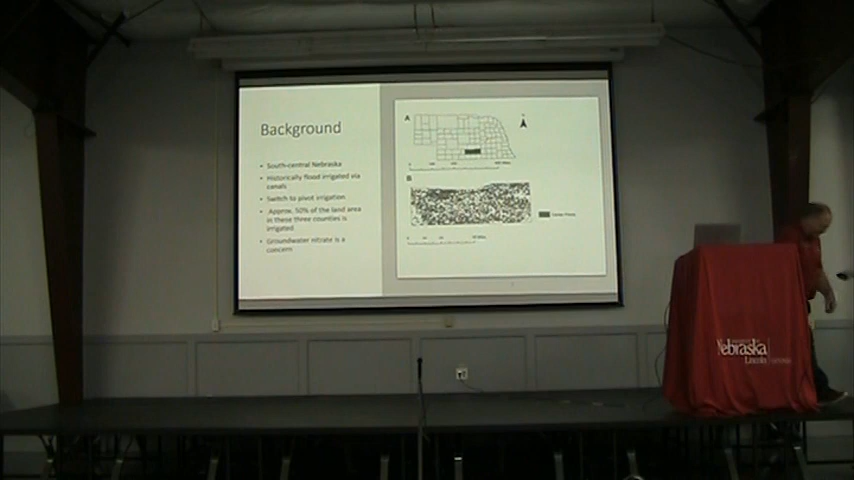 Background
• South-central Nebraska
• Historically flood irrigated via
canals
• Switch to pivot irrigation
• Approx. 50% of the land area
in these three counties is
irrigated
• Groundwater nitrate is a
concern
A
B
Nebraska
Lincoln